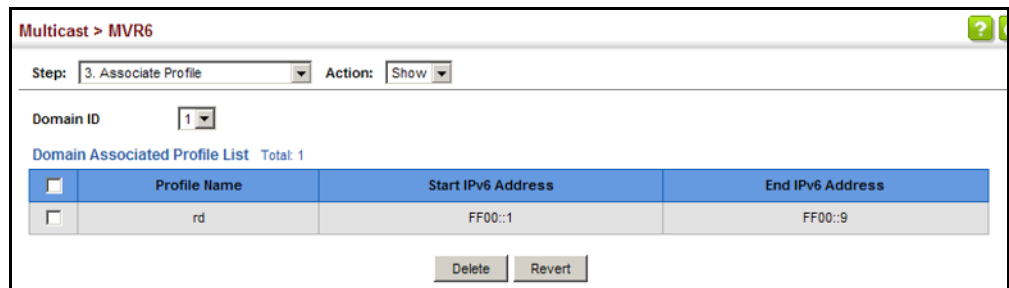 Multicast > MVR6
?
Step: 3. Associate Profile Action: Show
Domain ID 1
Domain Associated Profile List Total: 1
Profile Name Start IPv6 Address End IPv6 Address
rd FF00::1 FF00::9
Delete Revert